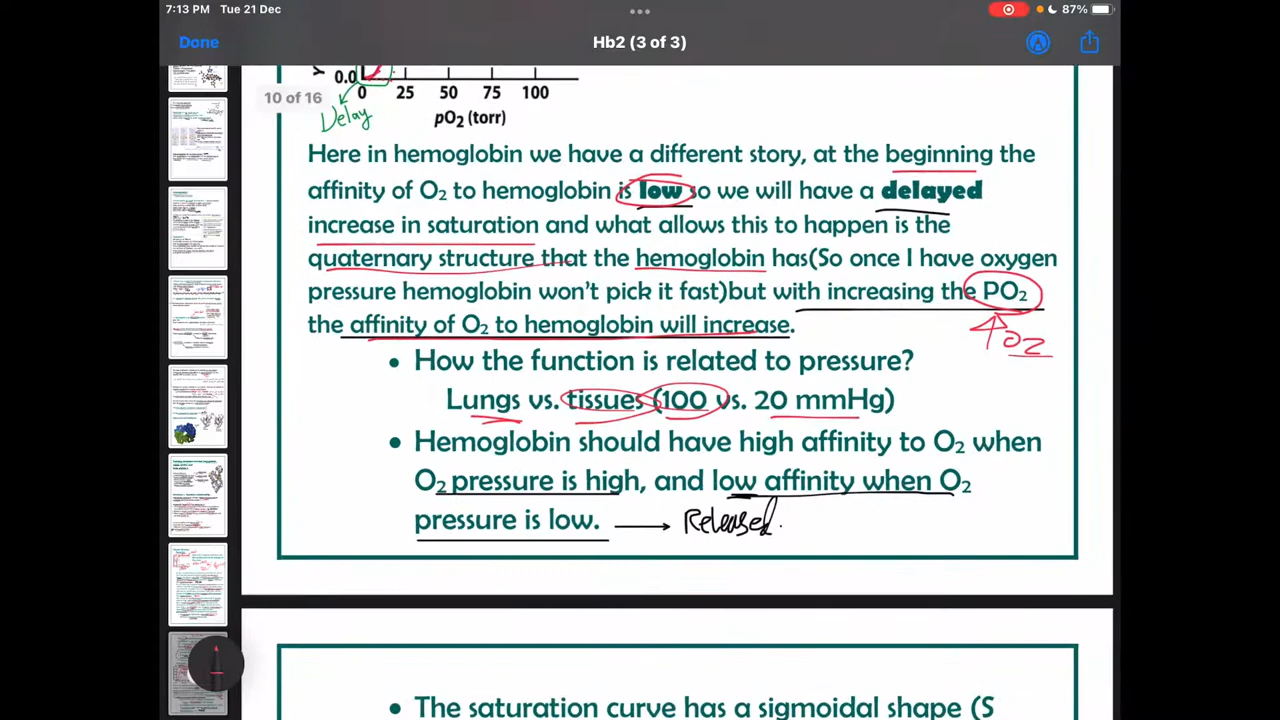 7:13 PM Tue 21 Dec
87%
Done
Hb2 (3 of 3)
10 of 16
Y
0.0
0 25 50 75 100
Delay
pO₂ (torr)
Here in hemoglobin we have a different story, at the beginning the
affinity of O₂ to hemoglobin is low so we will have a delayed
increase in saturation and what allows this to happen is the
quaternary structure that the hemoglobin has(So once I have oxygen
presence hemoglobin won't pick it fast)but with increasing the PO₂
the affinity of O₂ to hemoglobin will increase.
↑O2
• How the function is related to pressure?
Lungs vs. tissues (100 vs. 20 mmHg)
• Hemoglobin should have high affinity to O₂ when
O₂ pressure is high, and low affinity when O₂
pressure is low. → Released.
• The saturation curve has a sigmoidal shape (S